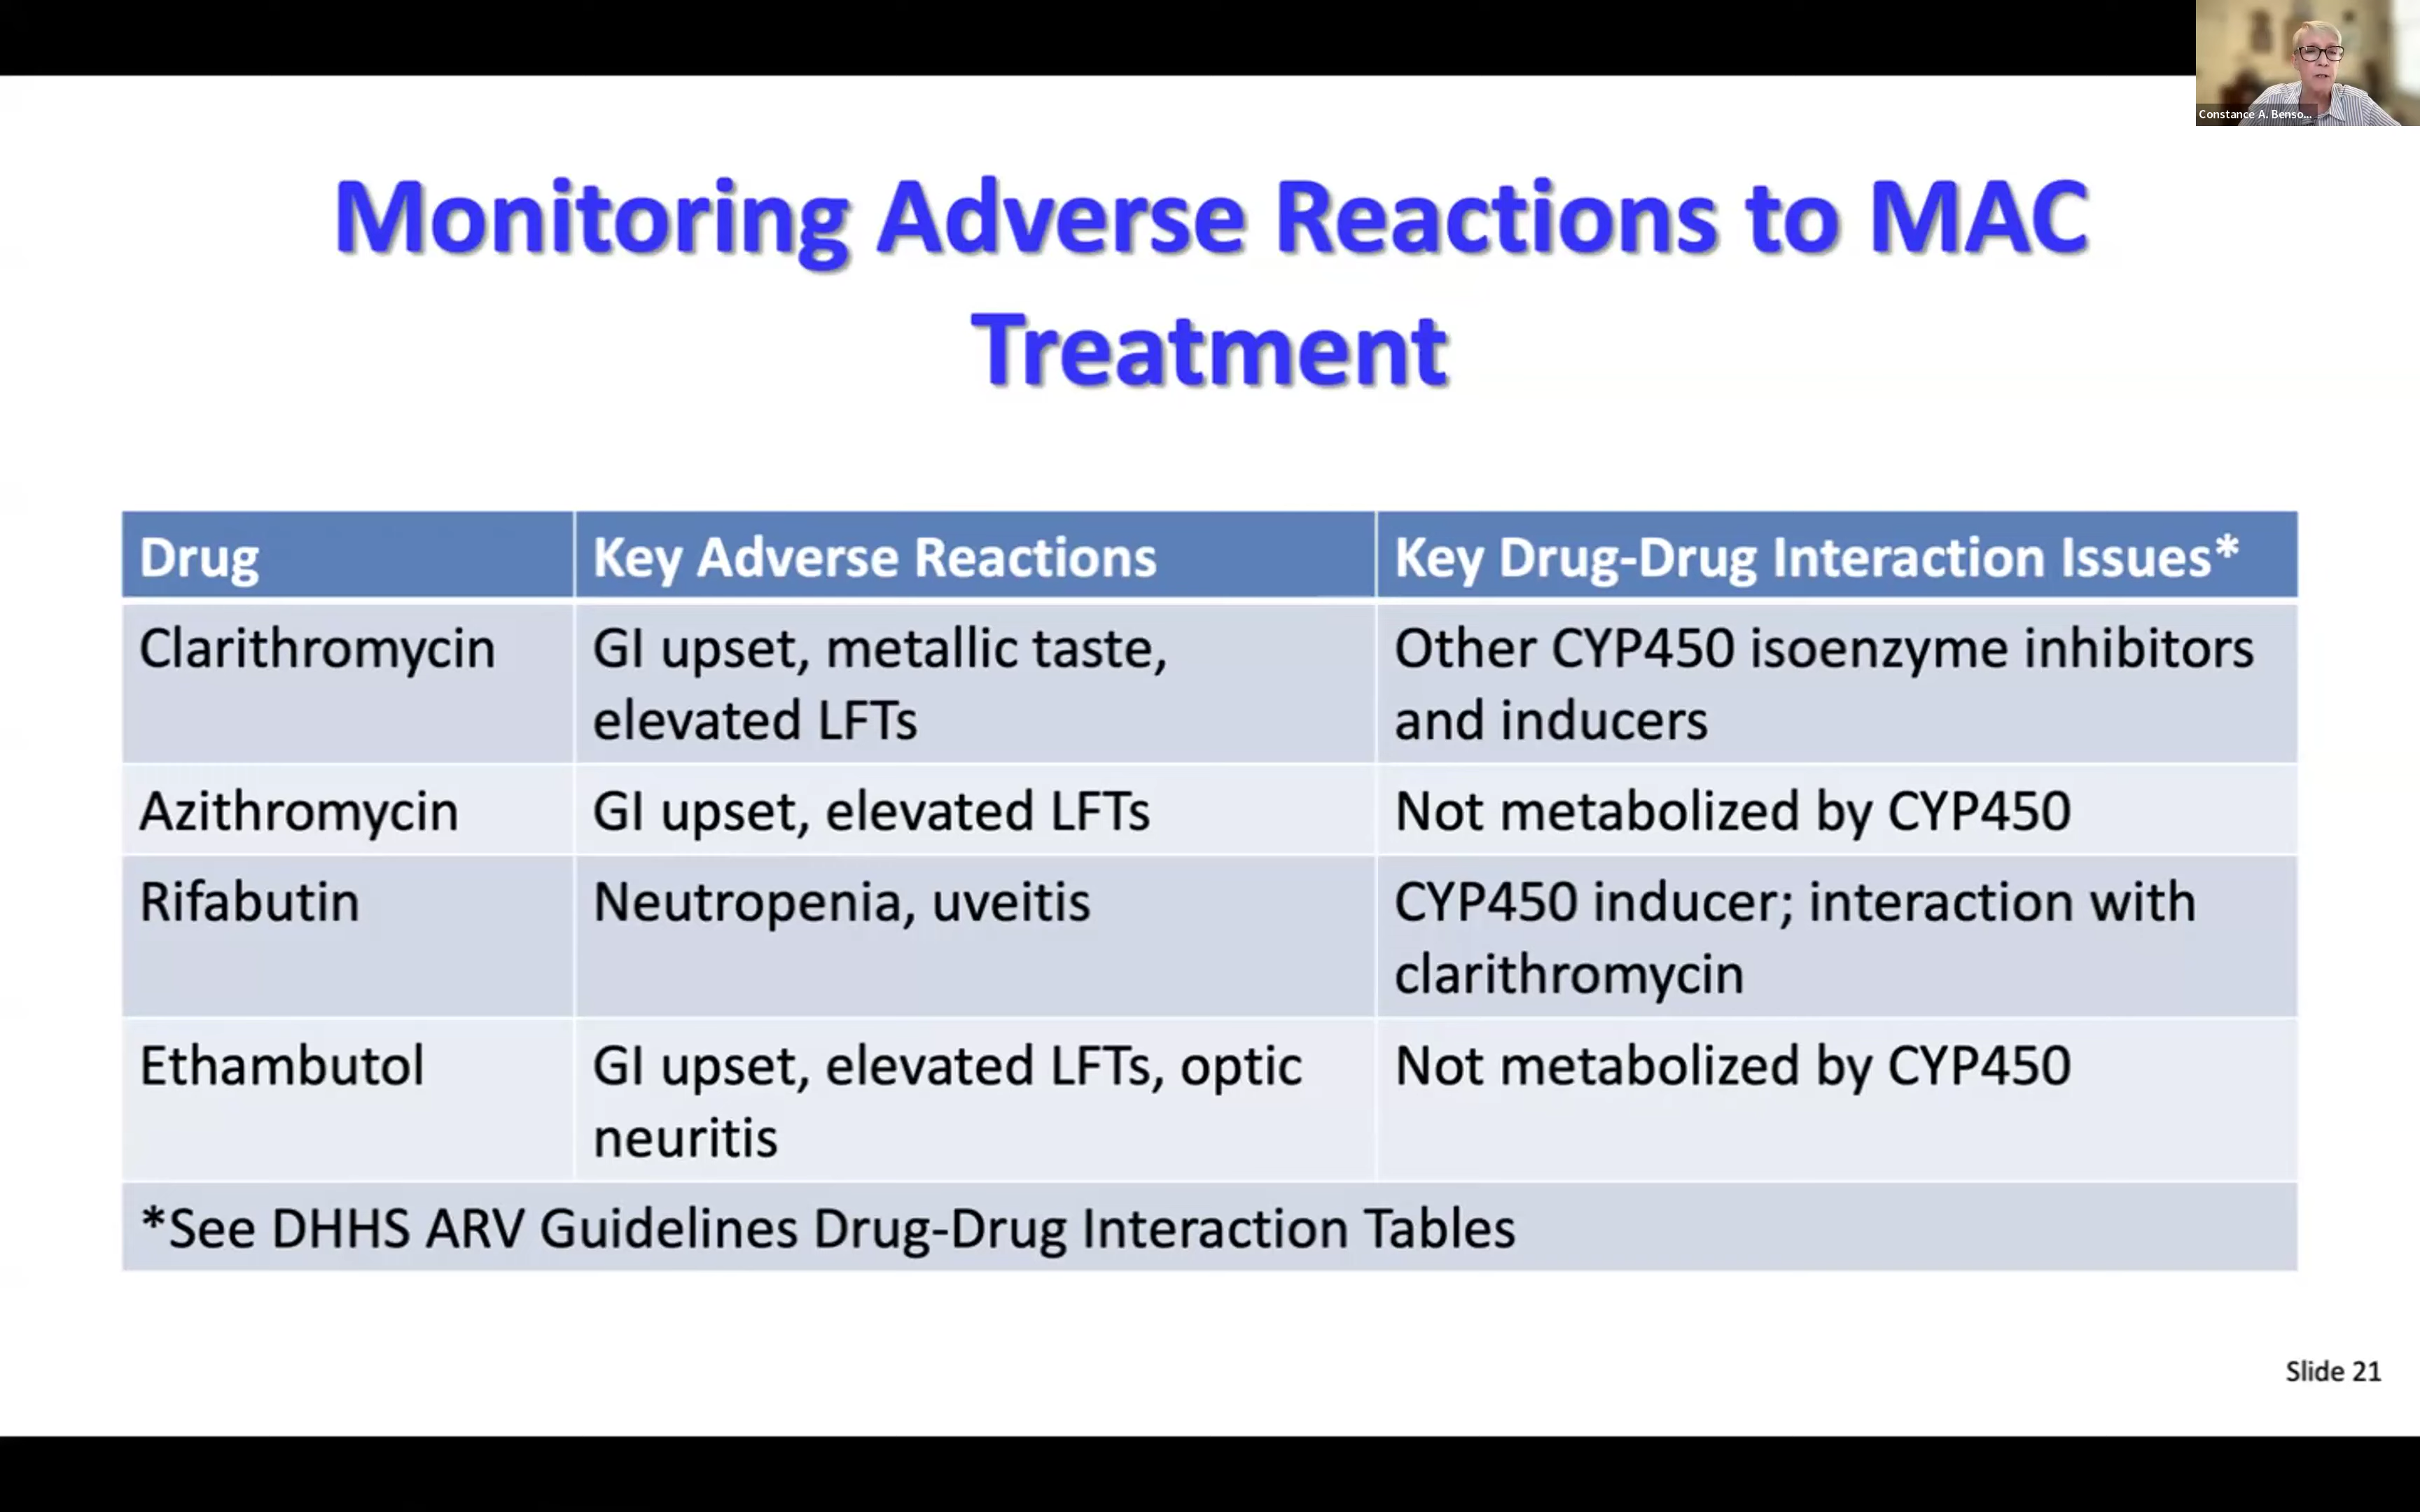 Constance A. Benso...
Monitoring Adverse Reactions to MAC
Treatment
Drug
Key Adverse Reactions
Key Drug-Drug Interaction Issues*
Clarithromycin
GI upset, metallic taste,
elevated LFTs
Other CYP450 isoenzyme inhibitors
and inducers
Azithromycin
GI upset, elevated LFTs
Not metabolized by CYP450
Rifabutin
Neutropenia, uveitis
CYP450 inducer; interaction with
clarithromycin
Ethambutol
GI upset, elevated LFTs, optic
neuritis
Not metabolized by CYP450
*See DHHS ARV Guidelines Drug-Drug Interaction Tables
Slide 21